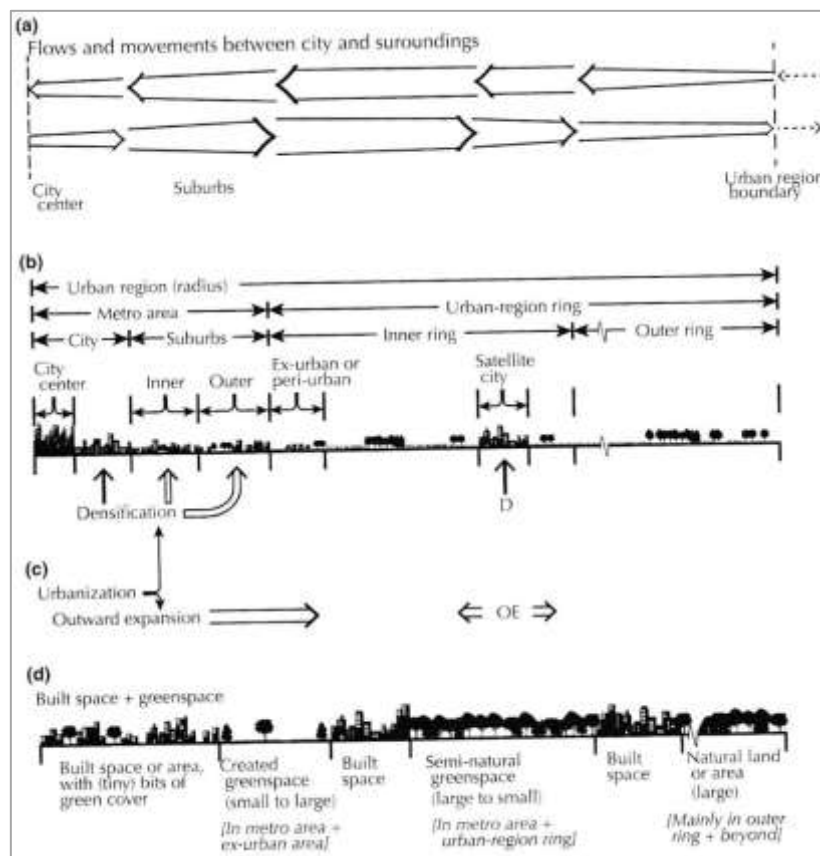 (a)
Flows and movements between city and suroundings
City
center
Suburbs
Urban region
boundary
(b)
Urban region (radius)
Metro area
Urban-region ring
City
Suburbs
Inner ring
Outer ring
City
center
Inner
Outer
Ex-urban or
peri-urban
Satellite
city
Densification
D
(c)
Urbanization
Outward expansion
OE
(d)
Built space + greenspace
Built space or area,
with (tiny) bits of
green cover
Created
greenspace
(small to large)
[In metro area +
ex-urban area]
Built
space
Semi-natural
greenspace
(large to small)
[In metro area +
urban-region ring]
Built
space
Natural land
or area
(large)
[Mainly in outer
ring + beyond]